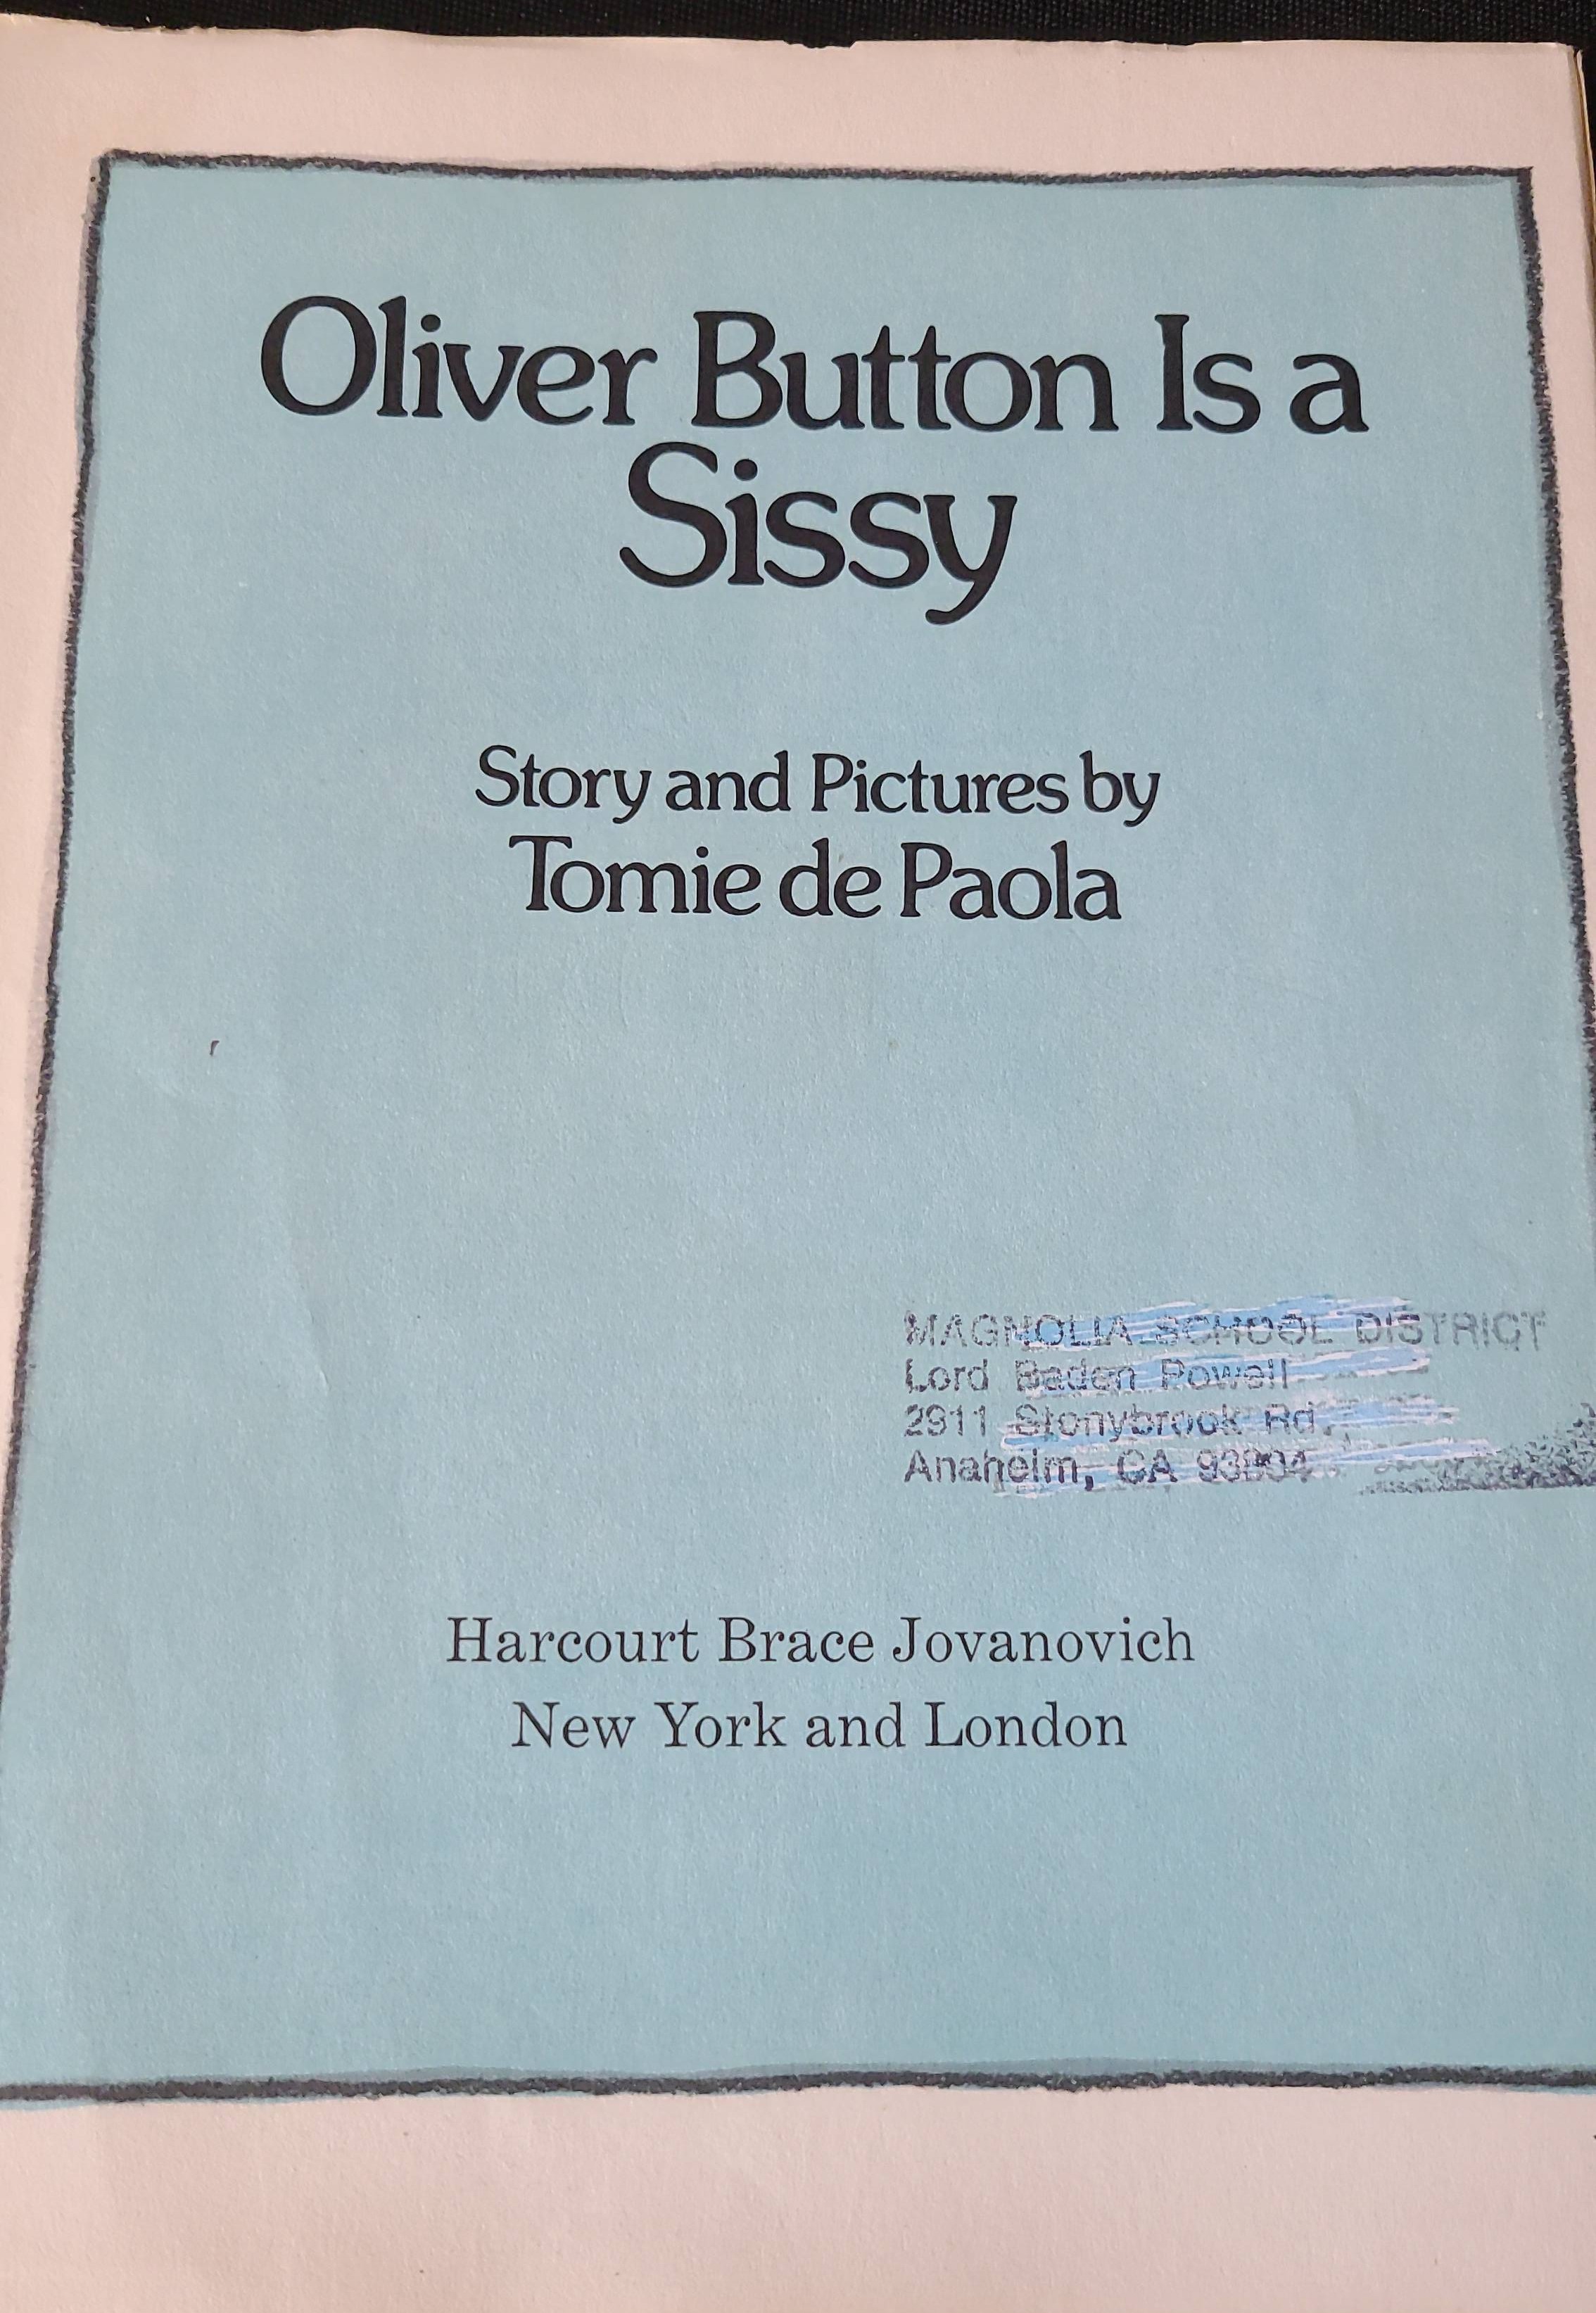 Oliver Button Is a
Sissy
Story and Pictures by
Tomie de Paola
MAGNOLIA SCHOOL DISTRICT
Lord Baden Powell
2911 Stonybrook Rd.
Anaheim, CA
Harcourt Brace Jovanovich
New York and London